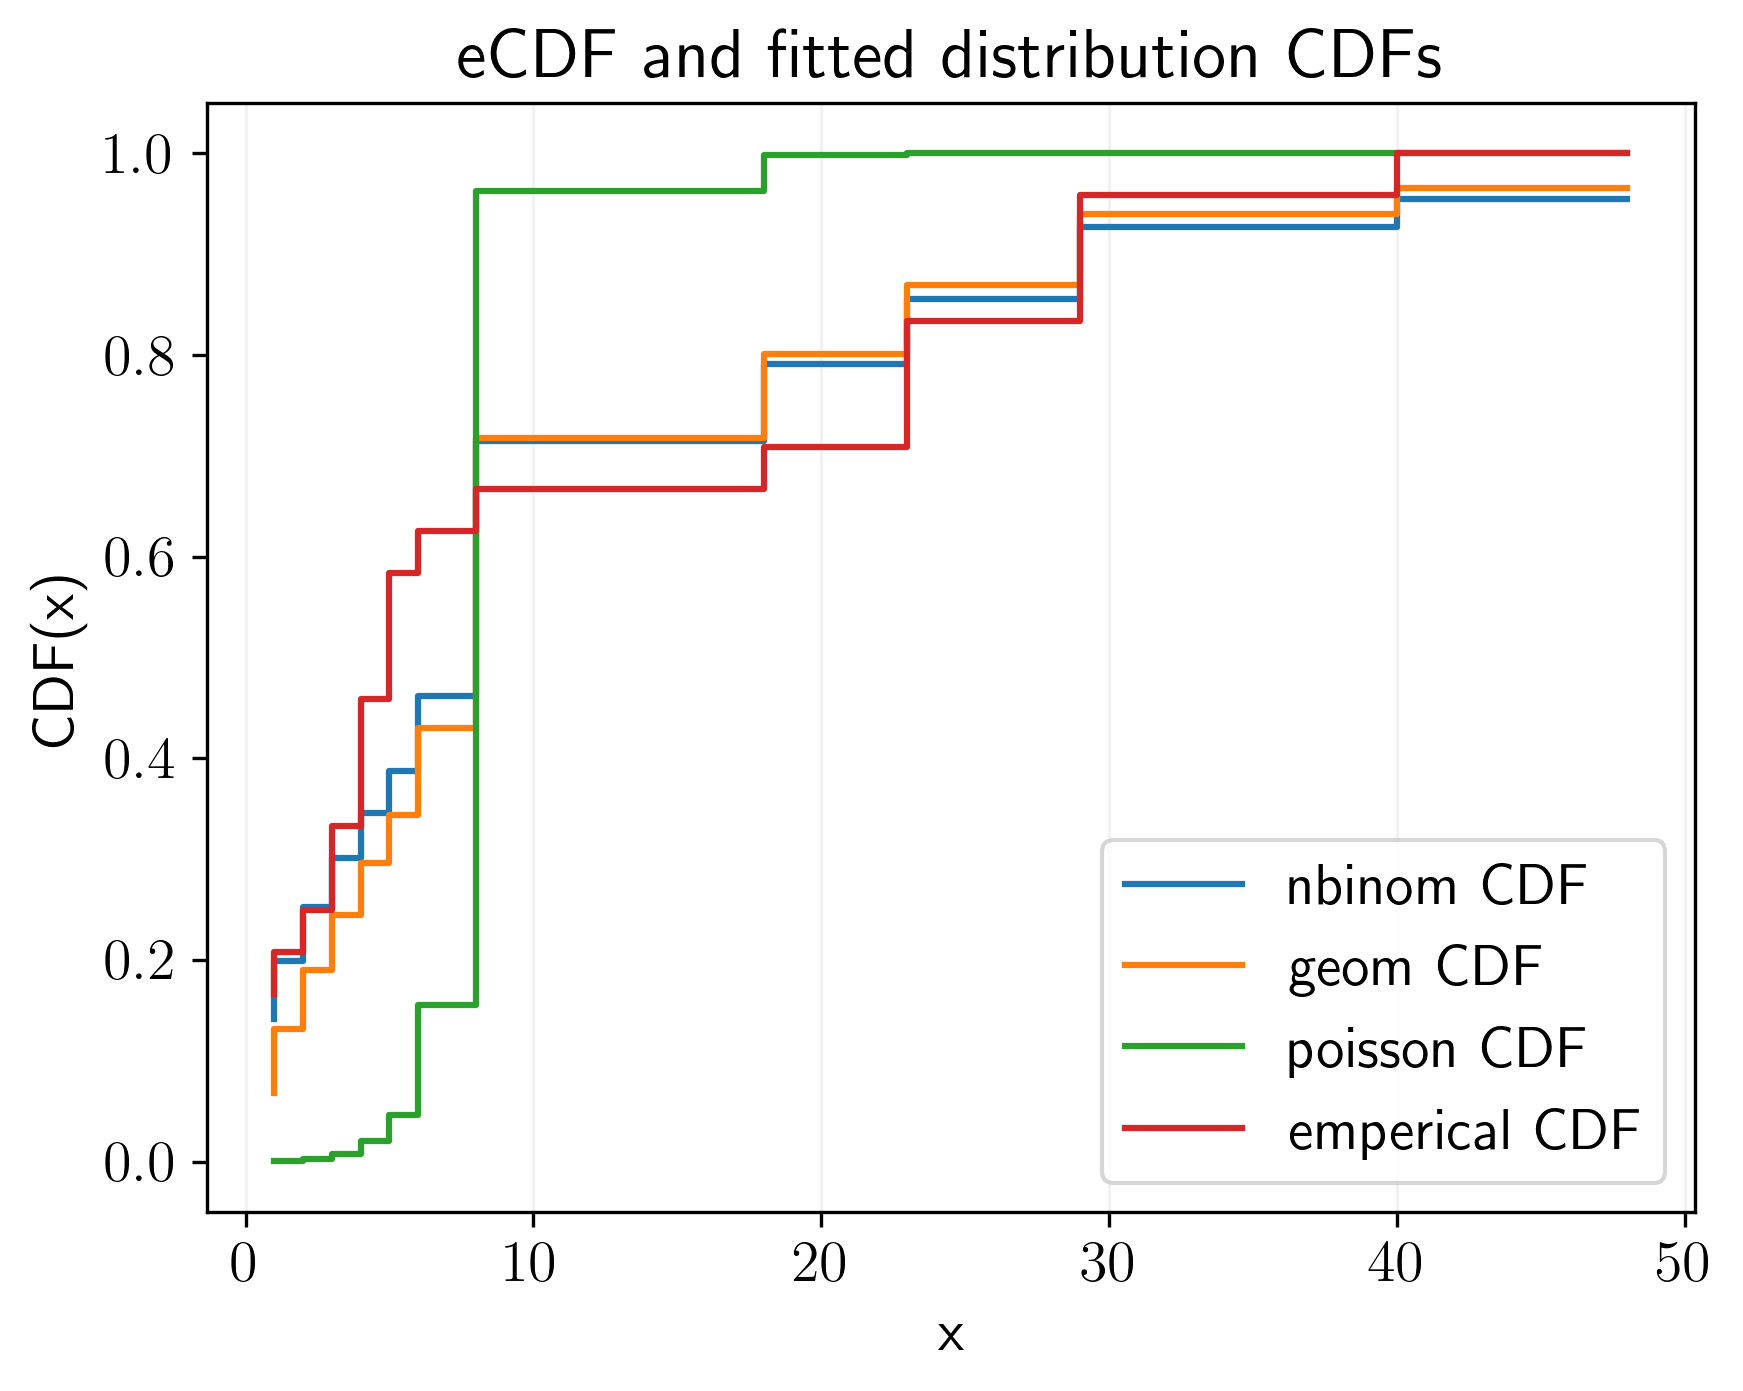 eCDF and fitted distribution CDFs
CDF(x)
1.0
0.8
0.6
0.4
0.2
0.0
nbinom CDF
geom CDF
poisson CDF
emperical CDF
0 10 20 30 40 50
x